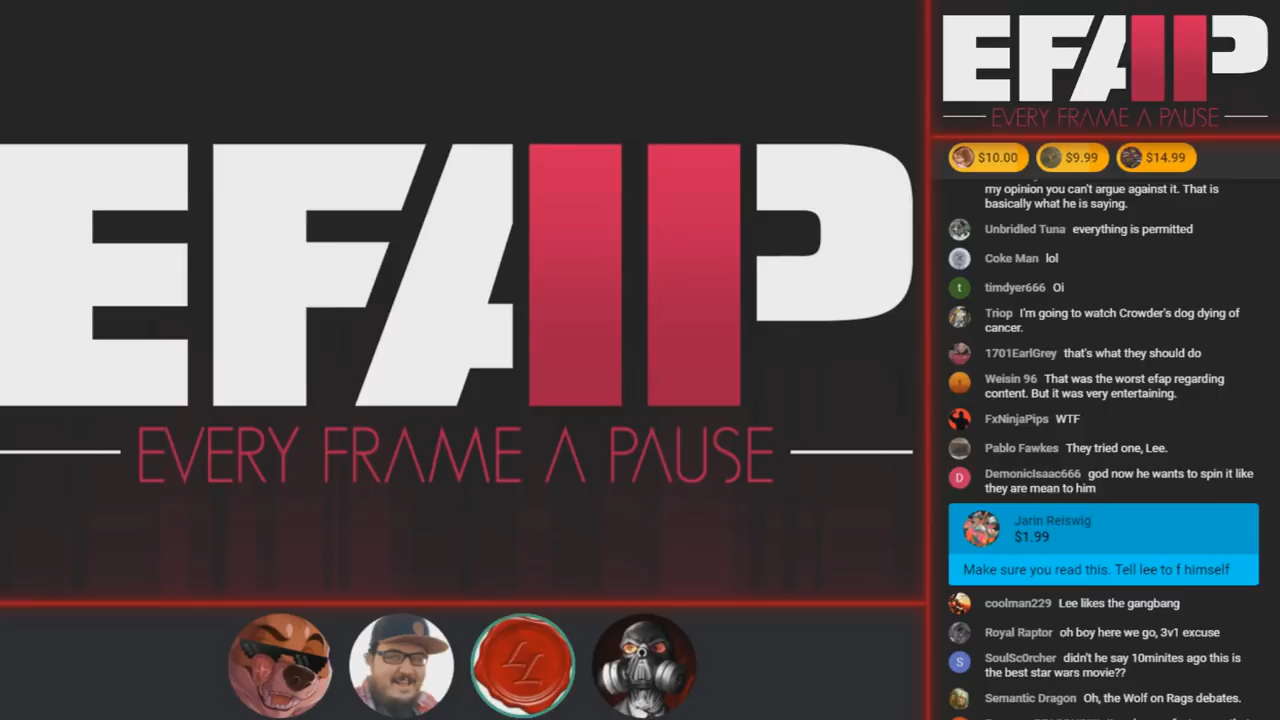 EFAP
EVERY FRAME A PAUSE
EFAP
EVERY FRAME A PAUSE
$10.00
$9.99
$14.99
my opinion you can't argue against it. That is
basically what he is saying.
Unbridled Tuna everything is permitted
Coke Man lol
t
timdyer666 Oi
Triop I'm going to watch Crowder's dog dying of
cancer.
1701EarlGrey that's what they should do
Weisin 96 That was the worst efap regarding
content. But it was very entertaining.
FxNinjaPips WTF
Pablo Fawkes They tried one, Lee.
D
DemonicIsaac666 god now he wants to spin it like
they are mean to him
Jarin Reiswig
$1.99
Make sure you read this. Tell lee to f himself
coolman229 Lee likes the gangbang
Royal Raptor oh boy here we go, 3v1 excuse
S
SoulSc0rcher didn't he say 10minites ago this is
the best star wars movie??
Semantic Dragon Oh, the Wolf on Rags debates.
LL